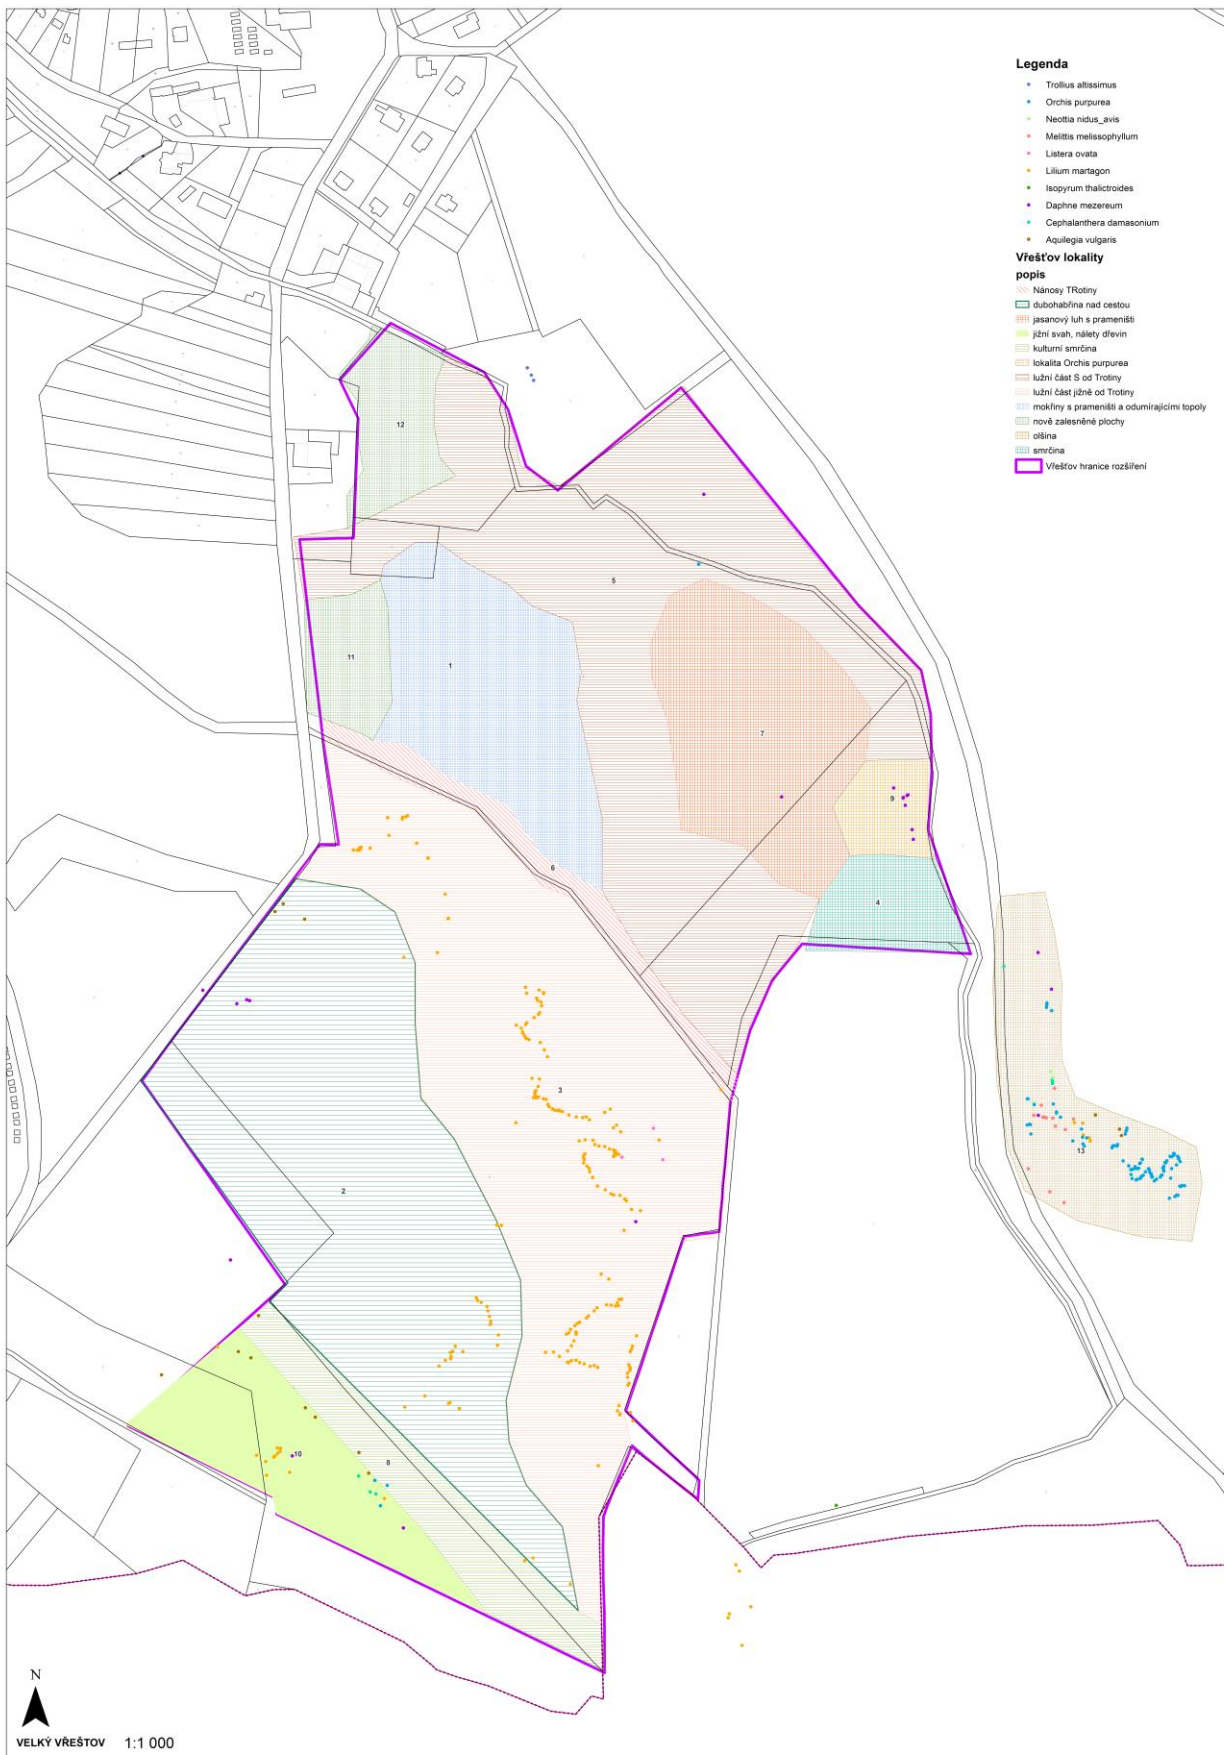 Legenda
Trollius altissimus
Orchis purpurea
Neottia nidus_avis
Melittis melissophyllum
Listera ovata
Lilium martagon
Isopyrum thalictroides
Daphne mezereum
Cephalanthera damasonium
Aquilegia vulgaris
Vřešťov lokality
popis
Nánosy TRotiny
dubohabřina nad cestou
jasanový luh s prameništi
jižní svah, nálety dřevin
kulturní smrčina
lokalita Orchis purpurea
lužní část S od Trotiny
lužní část jižně od Trotiny
mokřiny s prameništi a odumírajícími topoly
nově zalesněné plochy
olšina
smrčina
Vřešťov hranice rozšíření
12
5
11
1
7
9
6
4
3
13
2
10
8
N
VELKÝ VŘEŠTOV 1:1 000